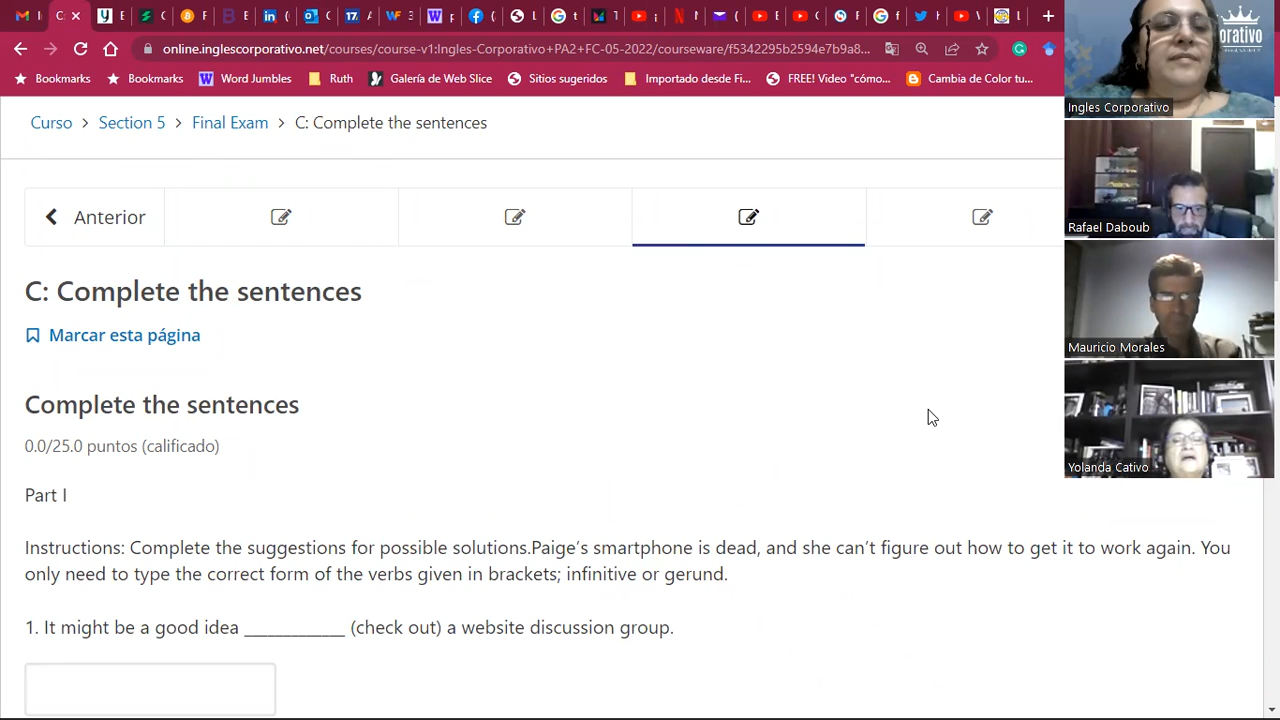 online.inglescorporativo.net/courses/course-v1:Ingles-Corporativo+PA2+FC-05-2022/courseware/f5342295b2594e7b9a8...
Bookmarks Bookmarks Word Jumbles Ruth Galería de Web Slice Sitios sugeridos Importado desde Fi... FREE! Video "cómo... Cambia de Color tu...
Curso > Section 5 > Final Exam > C: Complete the sentences
Anterior
C: Complete the sentences
Marcar esta página
Complete the sentences
0.0/25.0 puntos (calificado)
Part I
Instructions: Complete the suggestions for possible solutions.Paige's smartphone is dead, and she can't figure out how to get it to work again. You
only need to type the correct form of the verbs given in brackets; infinitive or gerund.
1. It might be a good idea ____________ (check out) a website discussion group.
orativo
Ingles Corporativo
Rafael Daboub
Mauricio Morales
Yolanda Cativo